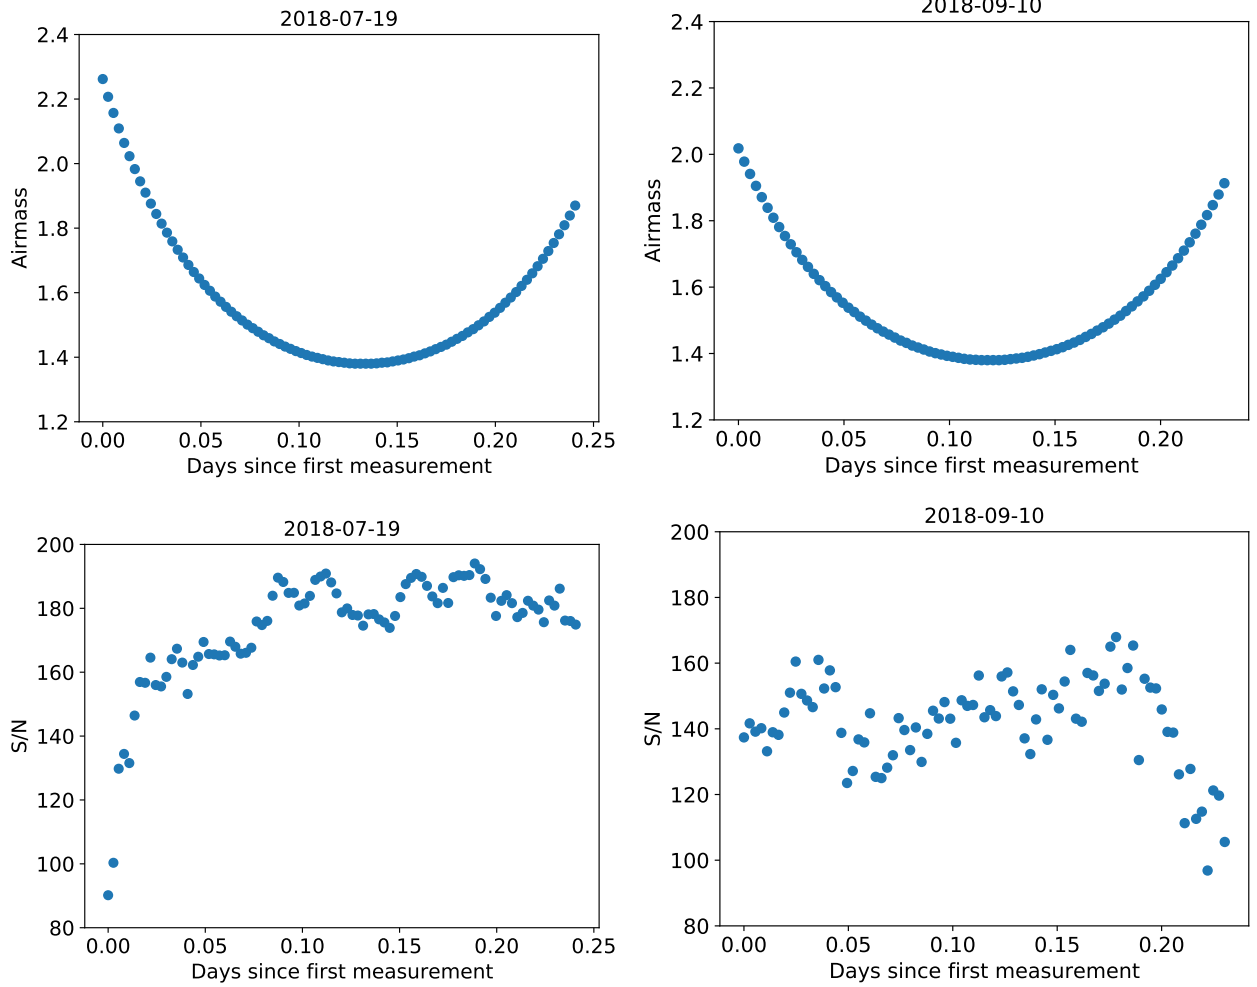 2018-07-19
2.4
2.2
2.0
1.8
1.6
1.4
1.2
Airmass
0.00 0.05 0.10 0.15 0.20 0.25
Days since first measurement
2018-09-10
2.4
2.2
2.0
1.8
1.6
1.4
1.2
Airmass
0.00 0.05 0.10 0.15 0.20
Days since first measurement
2018-07-19
200
180
160
140
120
100
80
S/N
0.00 0.05 0.10 0.15 0.20 0.25
Days since first measurement
2018-09-10
200
180
160
140
120
100
80
S/N
0.00 0.05 0.10 0.15 0.20
Days since first measurement